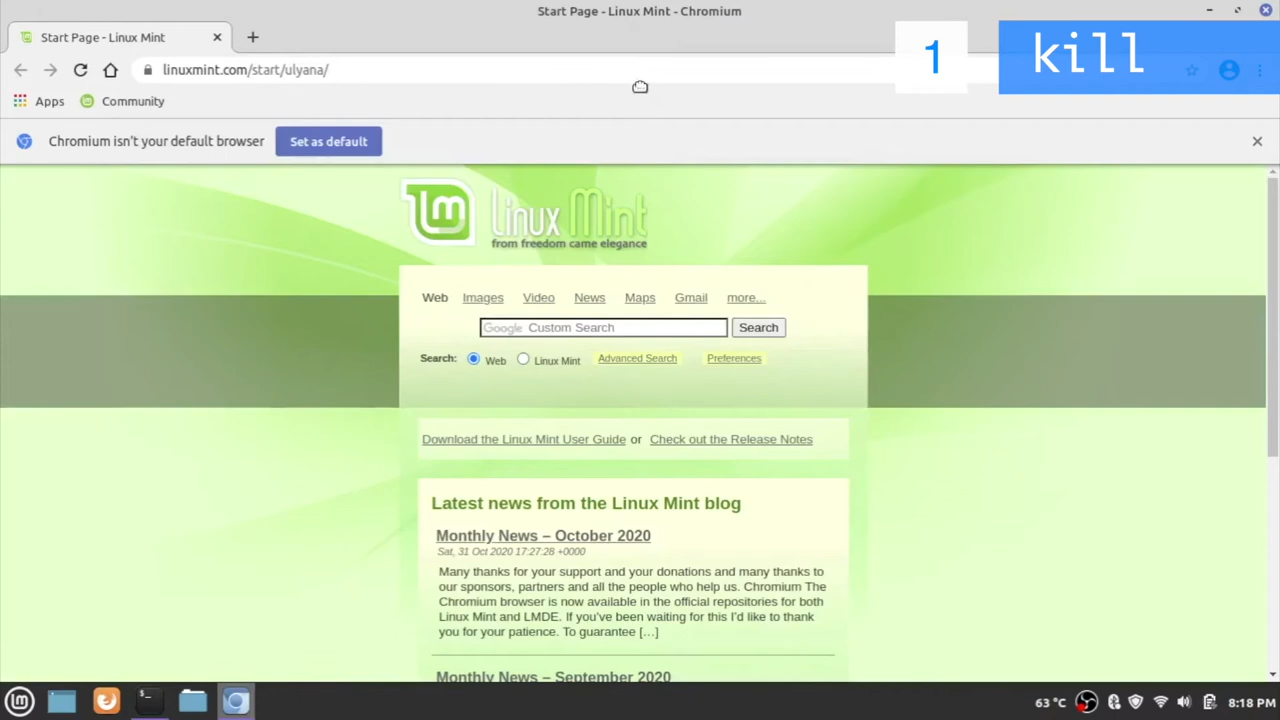 Start Page - Linux Mint - Chromium
Start Page - Linux Mint
1 kill
linuxmint.com/start/ulyana/
Apps Community
Chromium isn't your default browser Set as default
Linux Mint
from freedom came elegance
Web Images Video News Maps Gmail more...
Google Custom Search Search
Search: Web Linux Mint Advanced Search Preferences
Download the Linux Mint User Guide or Check out the Release Notes
Latest news from the Linux Mint blog
Monthly News – October 2020
Sat, 31 Oct 2020 17:27:28 +0000
Many thanks for your support and your donations and many thanks to
our sponsors, partners and all the people who help us. Chromium The
Chromium browser is now available in the official repositories for both
Linux Mint and LMDE. If you've been waiting for this I'd like to thank
you for your patience. To guarantee […]
Monthly News – September 2020
63 °C 8:18 PM